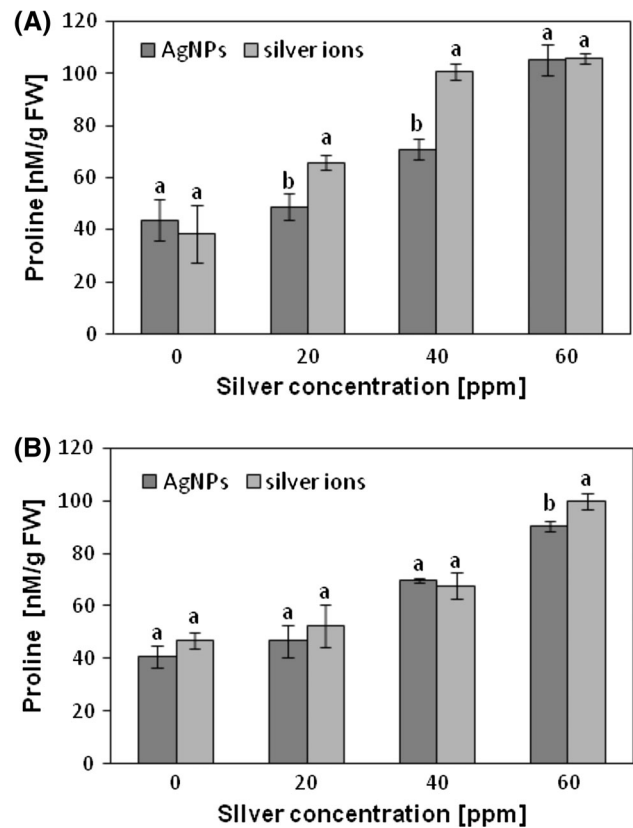 (A)
120
100
80
60
40
20
0
Proline [nM/g FW]
AgNPs silver ions
a a
b a
b a
a a
0 20 40 60
Silver concentration [ppm]
(B)
120
100
80
60
40
20
0
Proline [nM/g FW]
AgNPs silver ions
a a
a a
a a
b a
0 20 40 60
SIlver concentration [ppm]